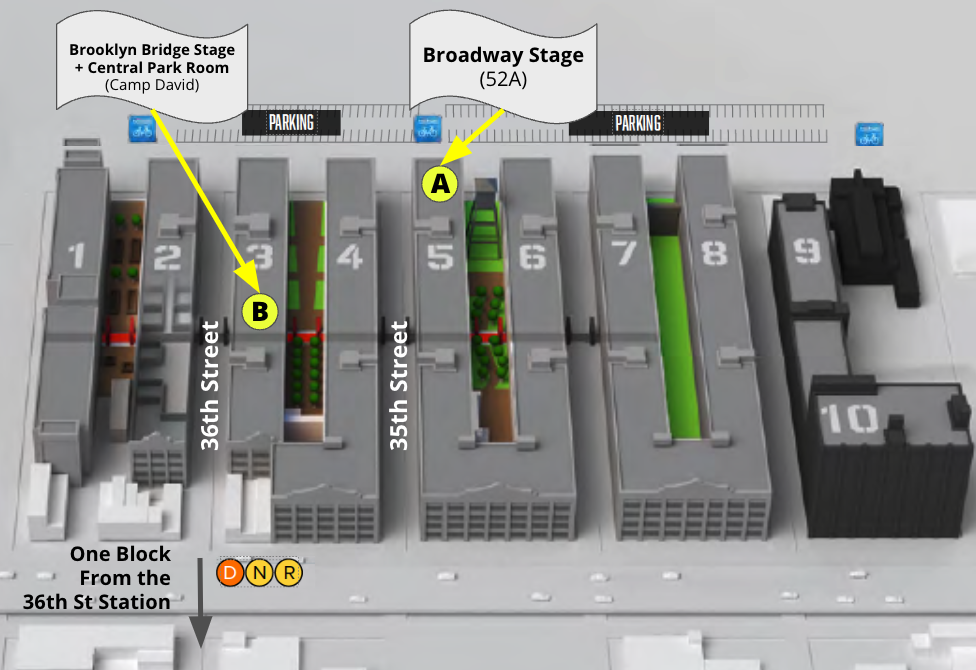 Brooklyn Bridge Stage
+ Central Park Room
(Camp David)
Broadway Stage
(52A)
PARKING
PARKING
A
1
2
3
4
5
6
7
8
9
10
B
36th Street
35th Street
One Block
From the
36th St Station
D N R